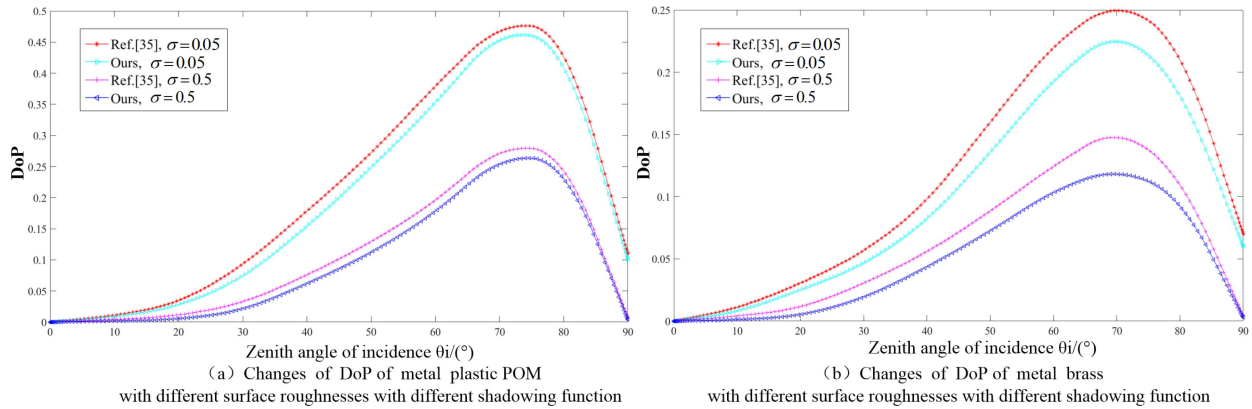 0.5
0.45
0.4
0.35
0.3
0.25
0.2
0.15
0.1
0.05
0
DoP
Ref.[35], σ=0.05
Ours, σ=0.05
Ref.[35], σ=0.5
Ours, σ=0.5
0 10 20 30 40 50 60 70 80 90
Zenith angle of incidence θi/(°)
(a) Changes of DoP of metal plastic POM
with different surface roughnesses with different shadowing function
0.25
0.2
0.15
0.1
0.05
0
DoP
Ref.[35], σ=0.05
Ours, σ=0.05
Ref.[35], σ=0.5
Ours, σ=0.5
0 10 20 30 40 50 60 70 80 90
Zenith angle of incidence θi/(°)
(b) Changes of DoP of metal brass
with different surface roughnesses with different shadowing function